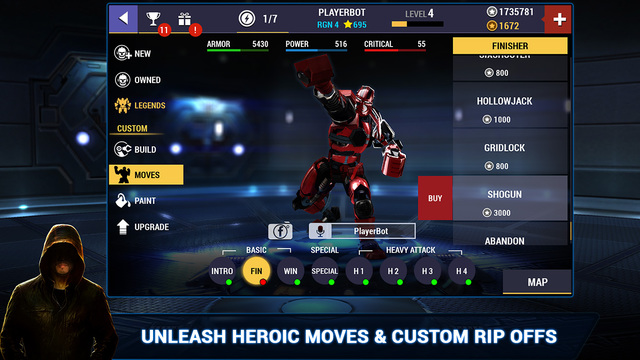 1/7
PLAYERBOT
RGN 4 ★695
LEVEL 4
1735781
1672
11
!
ARMOR 5430
POWER 516
CRITICAL 55
FINISHER
NEW
OWNED
LEGENDS
CUSTOM
BUILD
MOVES
PAINT
UPGRADE
SIXSHOOTER
800
HOLLOWJACK
1000
GRIDLOCK
800
BUY
SHOGUN
3000
ABANDON
PlayerBot
BASIC
SPECIAL
HEAVY ATTACK
INTRO
FIN
WIN
SPECIAL
H 1
H 2
H 3
H 4
MAP
UNLEASH HEROIC MOVES & CUSTOM RIP OFFS